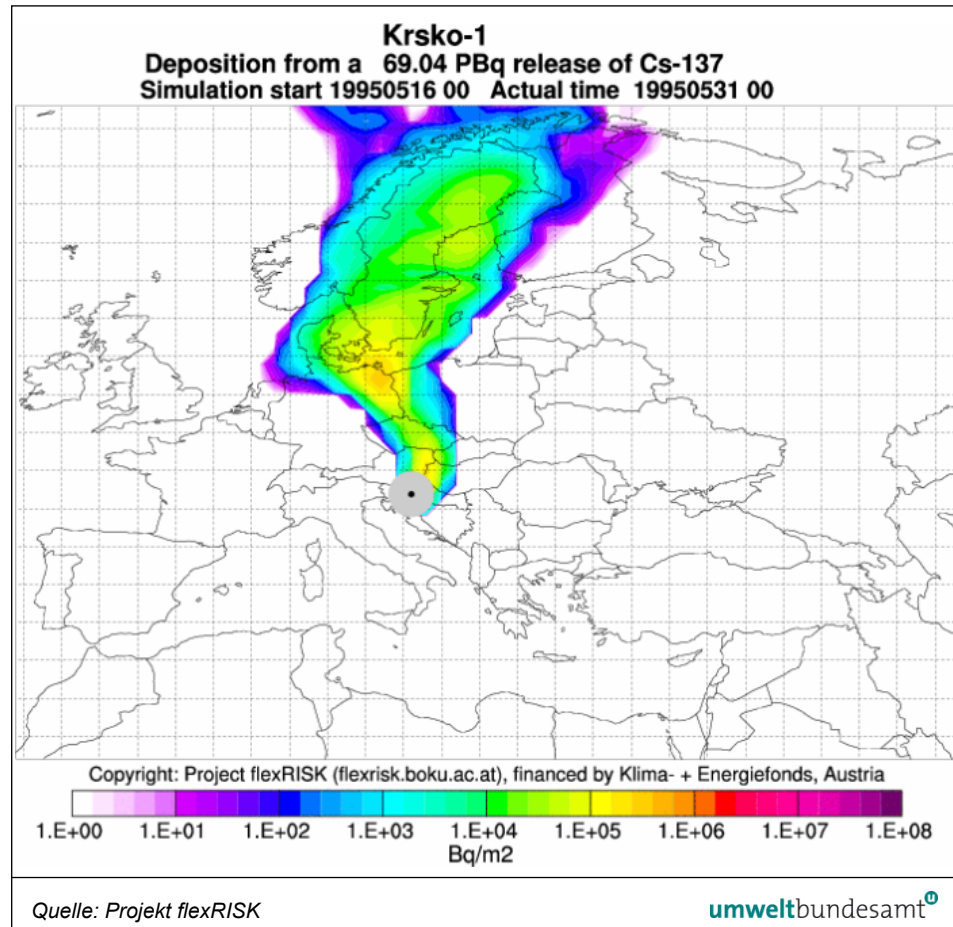 Krsko-1
Deposition from a 69.04 PBq release of Cs-137
Simulation start 19950516 00 Actual time 19950531 00
Copyright: Project flexRISK (flexrisk.boku.ac.at), financed by Klima- + Energiefonds, Austria
1.E+00 1.E+01 1.E+02 1.E+03 1.E+04 1.E+05 1.E+06 1.E+07 1.E+08
Bq/m2
Quelle: Projekt flexRISK
umweltbundesamt
u